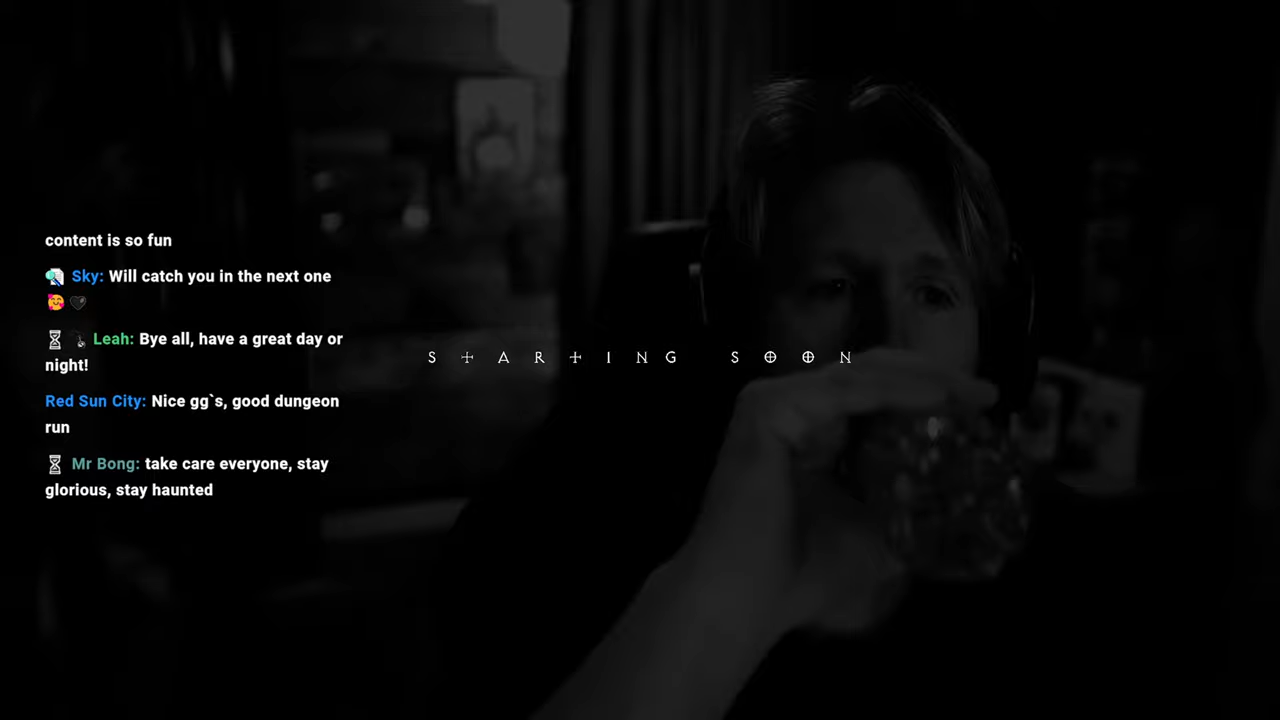 content is so fun
Sky: Will catch you in the next one
🥰 🖤
Leah: Bye all, have a great day or
night!
STARTING SOON
Red Sun City: Nice gg`s, good dungeon
run
Mr Bong: take care everyone, stay
glorious, stay haunted